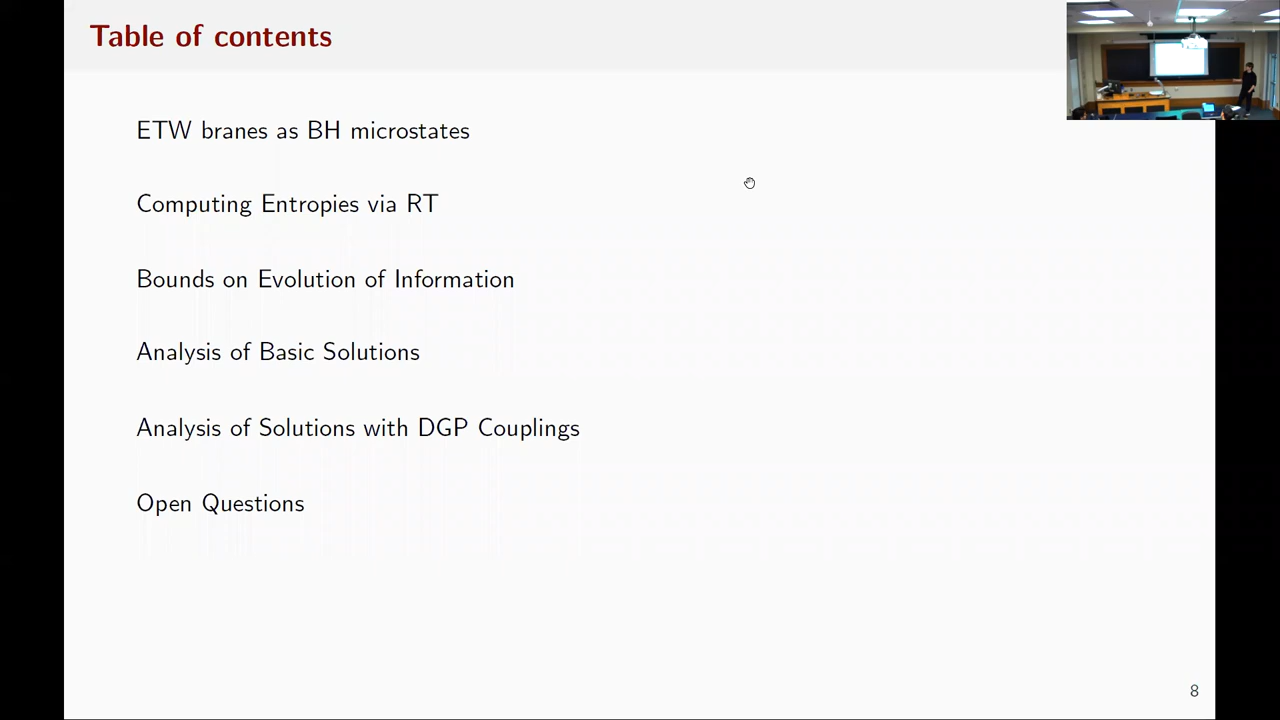 Table of contents
ETW branes as BH microstates
Computing Entropies via RT
Bounds on Evolution of Information
Analysis of Basic Solutions
Analysis of Solutions with DGP Couplings
Open Questions
8